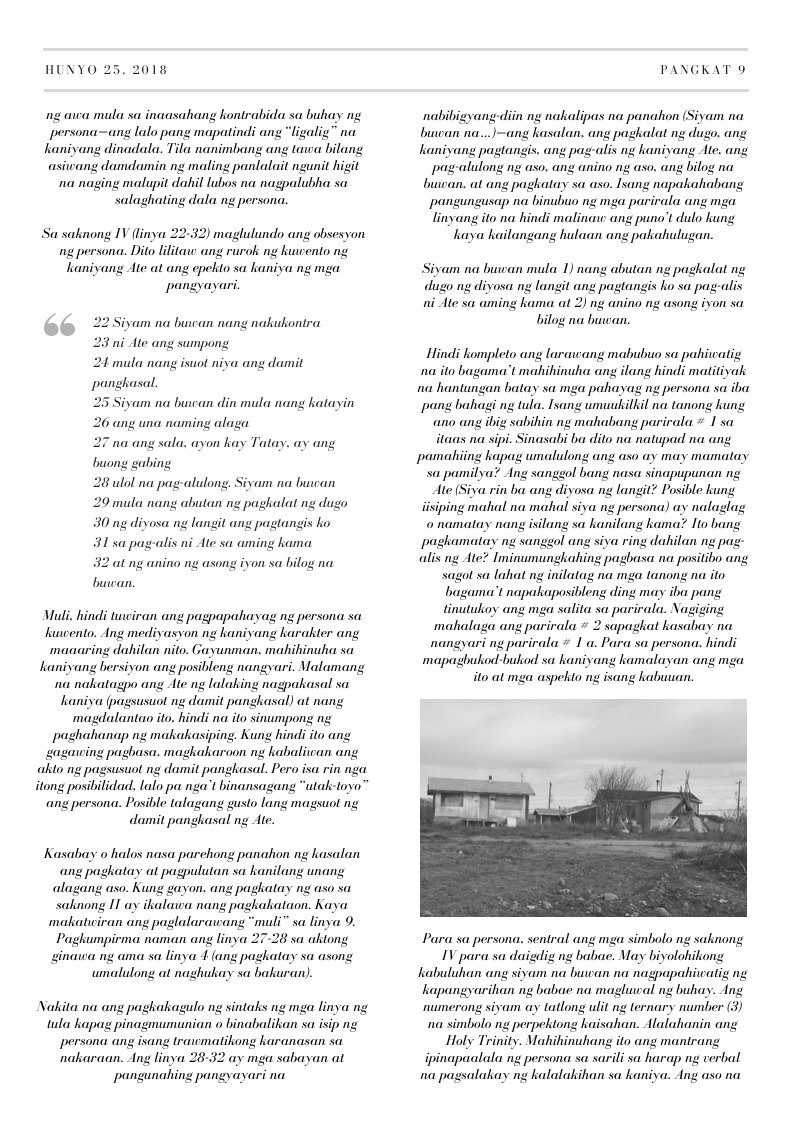 HUNYO 25, 2018
PANGKAT 9
ng awa mula sa inaasahang kontrabida sa buhay ng
persona—ang lalo pang mapatindi ang “ligalig” na
kaniyang dinadala. Tila nanimbang ang tawa bilang
asiwang damdamin ng maling panlalait ngunit higit
na naging malupit dahil lubos na nagpalubha sa
salaghating dala ng persona.
Sa saknong IV (linya 22-32) maglulundo ang obsesyon
ng persona. Dito lilitaw ang rurok ng kuwento ng
kaniyang Ate at ang epekto sa kaniya ng mga
pangyayari.
“
22 Siyam na buwan nang nakukontra
23 ni Ate ang sumpong
24 mula nang isuot niya ang damit
pangkasal.
25 Siyam na buwan din mula nang katayin
26 ang una naming alaga
27 na ang sala, ayon kay Tatay, ay ang
buong gabing
28 ulol na pag-alulong. Siyam na buwan
29 mula nang abutan ng pagkalat ng dugo
30 ng diyosa ng langit ang pagtangis ko
31 sa pag-alis ni Ate sa aming kama
32 at ng anino ng asong iyon sa bilog na
buwan.
Muli, hindi tuwiran ang pagpapahayag ng persona sa
kuwento. Ang mediyasyon ng kaniyang karakter ang
maaaring dahilan nito. Gayunman, mahihinuha sa
kaniyang bersiyon ang posibleng nangyari. Malamang
na nakatagpo ang Ate ng lalaking nagpakasal sa
kaniya (pagsusuot ng damit pangkasal) at nang
magdalantao ito, hindi na ito sinumpong ng
paghahanap ng makakasiping. Kung hindi ito ang
gagawing pagbasa, magkakaroon ng kabaliwan ang
akto ng pagsusuot ng damit pangkasal. Pero isa rin nga
itong posibilidad, lalo pa nga’t binansagang “utak-toyo”
ang persona. Posible talagang gusto lang magsuot ng
damit pangkasal ng Ate.
Kasabay o halos nasa parehong panahon ng kasalan
ang pagkatay at pagpulutan sa kanilang unang
alagang aso. Kung gayon, ang pagkatay ng aso sa
saknong II ay ikalawa nang pagkakataon. Kaya
makatwiran ang paglalarawang “muli” sa linya 9.
Pagkumpirma naman ang linya 27-28 sa aktong
ginawa ng ama sa linya 4 (ang pagkatay sa asong
umalulong at naghukay sa bakuran).
Nakita na ang pagkakagulo ng sintaks ng mga linya ng
tula kapag pinagmumunian o binabalikan sa isip ng
persona ang isang trawmatikong karanasan sa
nakaraan. Ang linya 28-32 ay mga sabayan at
pangunahing pangyayari na
nabibigyang-diin ng nakalipas na panahon (Siyam na
buwan na…)—ang kasalan, ang pagkalat ng dugo, ang
kaniyang pagtangis, ang pag-alis ng kaniyang Ate, ang
pag-alulong ng aso, ang anino ng aso, ang bilog na
buwan, at ang pagkatay sa aso. Isang napakahabang
pangungusap na binubuo ng mga parirala ang mga
linyang ito na hindi malinaw ang puno’t dulo kung
kaya kailangang hulaan ang pakahulugan.
Siyam na buwan mula 1) nang abutan ng pagkalat ng
dugo ng diyosa ng langit ang pagtangis ko sa pag-alis
ni Ate sa aming kama at 2) ng anino ng asong iyon sa
bilog na buwan.
Hindi kompleto ang larawang mabubuo sa pahiwatig
na ito bagama’t mahihinuha ang ilang hindi matitiyak
na hantungan batay sa mga pahayag ng persona sa iba
pang bahagi ng tula. Isang umuukilkil na tanong kung
ano ang ibig sabihin ng mahabang parirala # 1 sa
itaas na sipi. Sinasabi ba dito na natupad na ang
pamahiing kapag umalulong ang aso ay may mamatay
sa pamilya? Ang sanggol bang nasa sinapupunan ng
Ate (Siya rin ba ang diyosa ng langit? Posible kung
iisiping mahal na mahal siya ng persona) ay nalaglag
o namatay nang isilang sa kanilang kama? Ito bang
pagkamatay ng sanggol ang siya ring dahilan ng pag-
alis ng Ate? Iminumungkahing pagbasa na positibo ang
sagot sa lahat ng inilatag na mga tanong na ito
bagama’t napakaposibleng ding may iba pang
tinutukoy ang mga salita sa parirala. Nagiging
mahalaga ang parirala # 2 sapagkat kasabay na
nangyari ng parirala # 1 a. Para sa persona, hindi
mapagbukod-bukod sa kaniyang kamalayan ang mga
ito at mga aspekto ng isang kabuuan.
Para sa persona, sentral ang mga simbolo ng saknong
IV para sa daigdig ng babae. May biyolohikong
kabuluhan ang siyam na buwan na nagpapahiwatig ng
kapangyarihan ng babae na magluwal ng buhay. Ang
numerong siyam ay tatlong ulit ng ternary number (3)
na simbolo ng perpektong kaisahan. Alalahanin ang
Holy Trinity. Mahihinuhang ito ang mantrang
ipinapaalala ng persona sa sarili sa harap ng verbal
na pagsalakay ng kalalakihan sa kaniya. Ang aso na